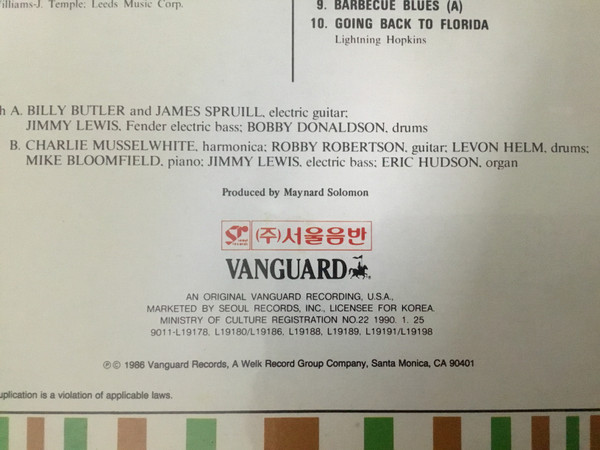 illiams-J. Temple; Leeds Music Corp.
9. BARBECUE BLUES (A)
10. GOING BACK TO FLORIDA
Lightning Hopkins
h A. BILLY BUTLER and JAMES SPRUILL, electric guitar;
JIMMY LEWIS, Fender electric bass; BOBBY DONALDSON, drums
B. CHARLIE MUSSELWHITE, harmonica; ROBBY ROBERTSON, guitar; LEVON HELM, drums;
MIKE BLOOMFIELD, piano; JIMMY LEWIS, electric bass; ERIC HUDSON, organ
Produced by Maynard Solomon
(주)서울음반
VANGUARD
AN ORIGINAL VANGUARD RECORDING, U.S.A.,
MARKETED BY SEOUL RECORDS, INC., LICENSEE FOR KOREA.
MINISTRY OF CULTURE REGISTRATION NO.22 1990. 1. 25
9011-L19178, L19180/L19186, L19188, L19189, L19191/L19198
℗© 1986 Vanguard Records, A Welk Record Group Company, Santa Monica, CA 90401
uplication is a violation of applicable laws.